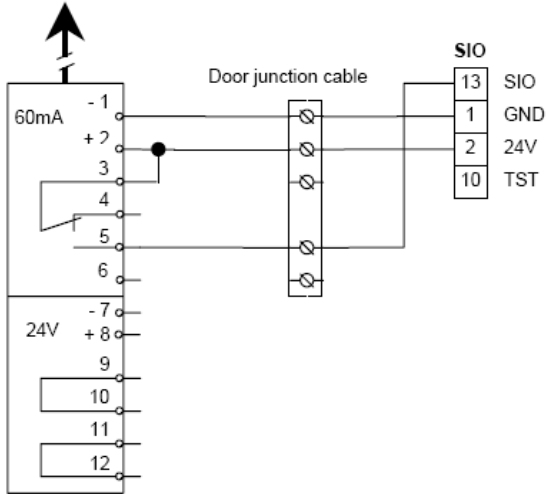 SIO
Door junction cable
13 SIO
1 GND
2 24V
10 TST
60mA
- 1
+ 2
3
4
5
6
24V
- 7
+ 8
9
10
11
12